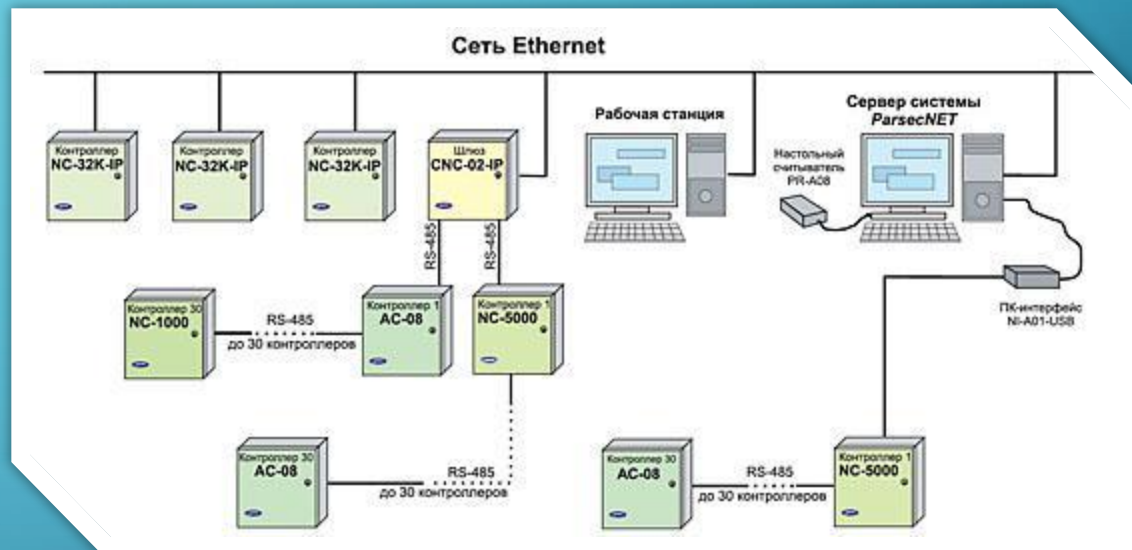 Сеть Ethernet
Контроллер
NC-32K-IP
Контроллер
NC-32K-IP
Контроллер
NC-32K-IP
Шлюз
CNC-02-IP
Рабочая станция
Сервер системы
ParsecNET
Настольный
считыватель
PR-A08
RS-485
RS-485
ПК-интерфейс
NI-A01-USB
Контроллер 30
NC-1000
RS-485
до 30 контроллеров
Контроллер 1
AC-08
Контроллер 1
NC-5000
Контроллер 30
AC-08
RS-485
до 30 контроллеров
Контроллер 30
AC-08
RS-485
до 30 контроллеров
Контроллер 1
NC-5000